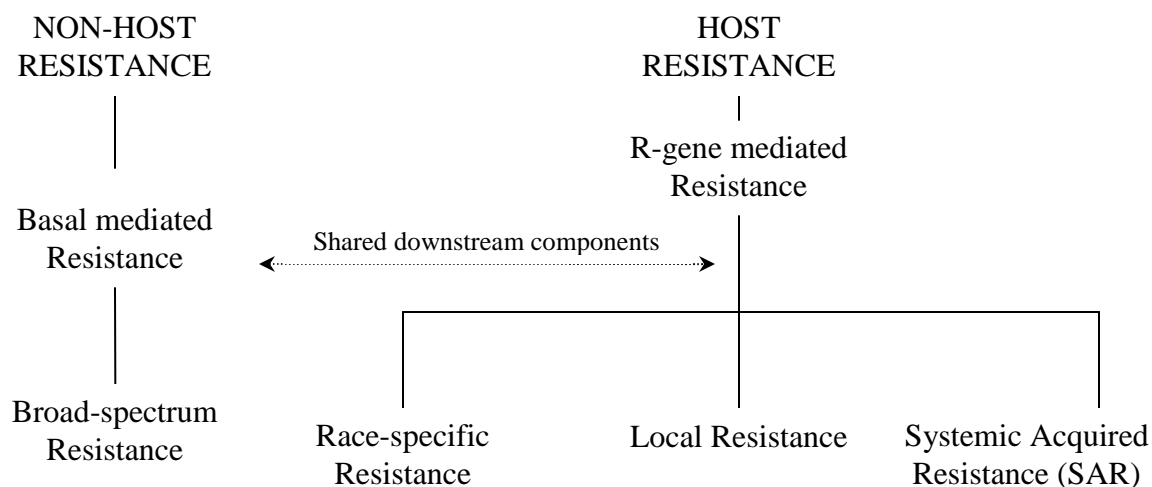 NON-HOST
RESISTANCE
HOST
RESISTANCE
R-gene mediated
Resistance
Basal mediated
Resistance
Shared downstream components
Broad-spectrum
Resistance
Race-specific
Resistance
Local Resistance
Systemic Acquired
Resistance (SAR)